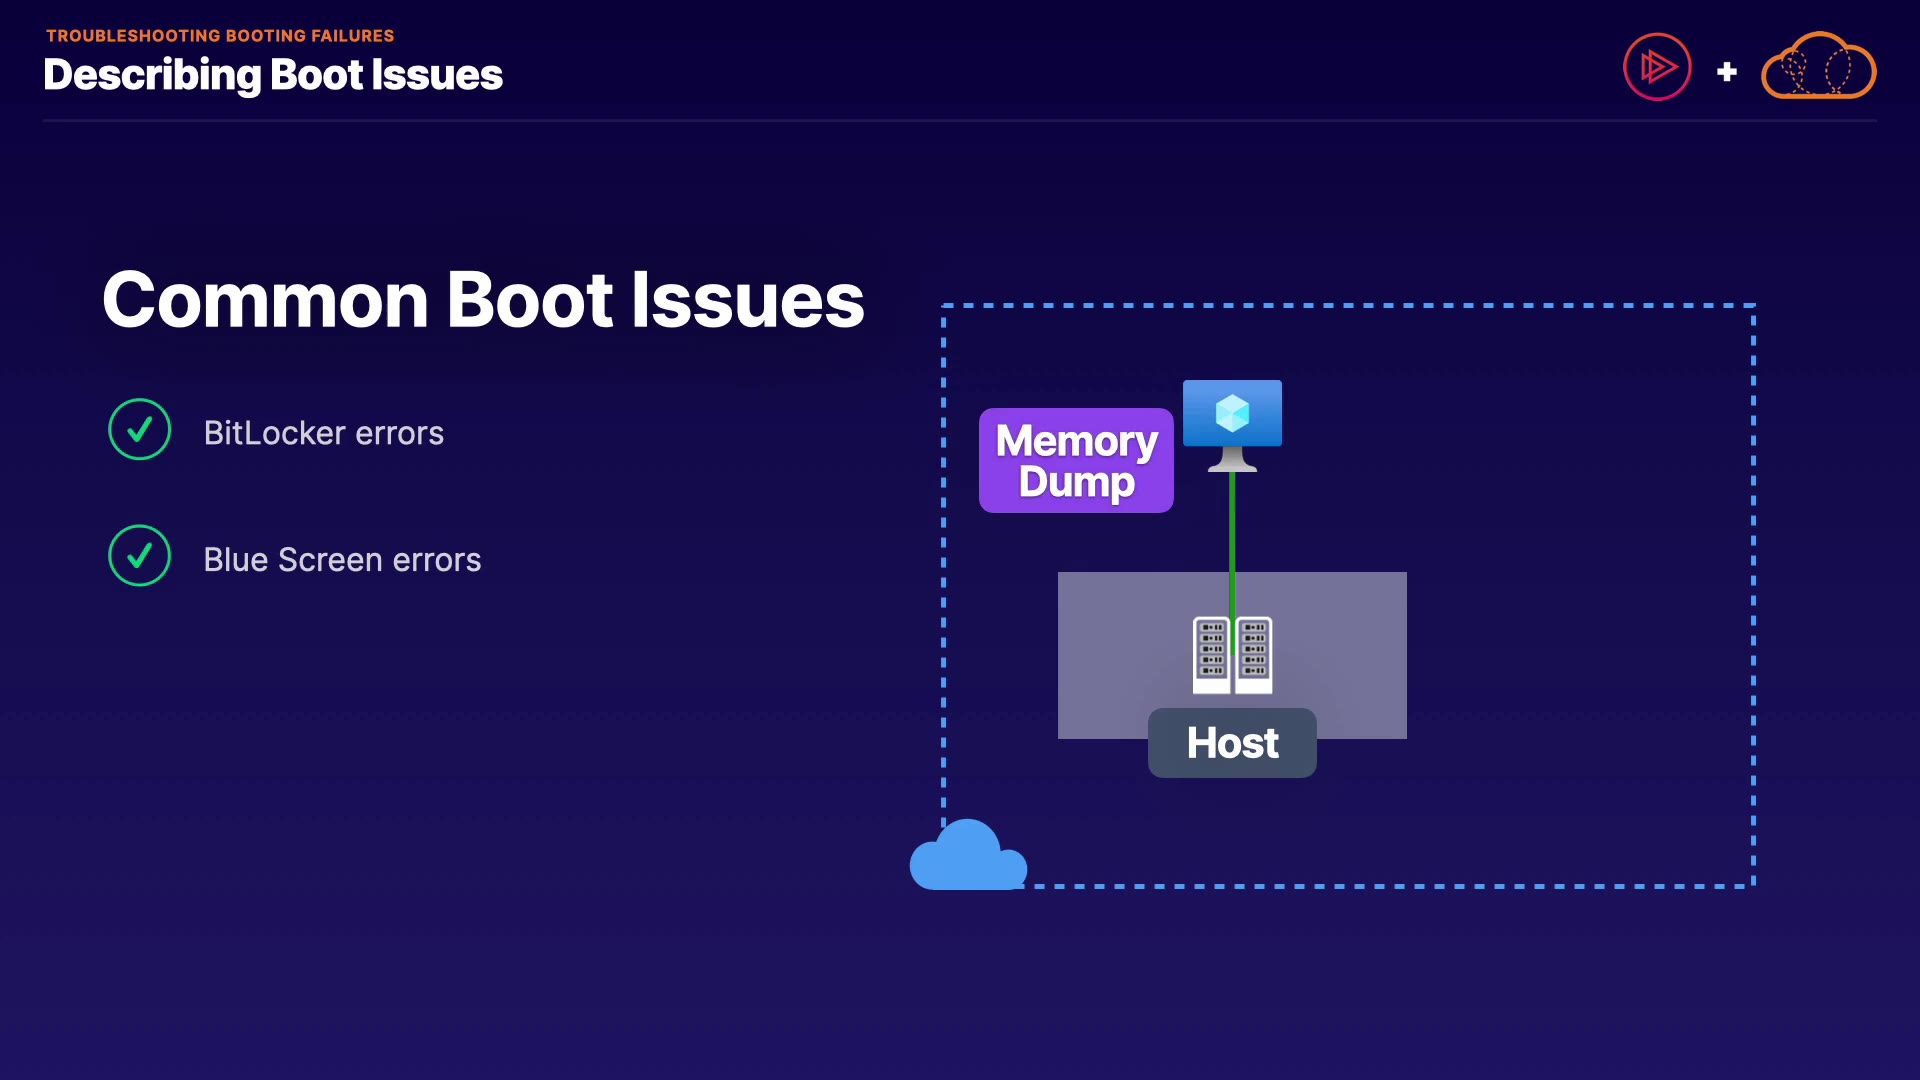 TROUBLESHOOTING BOOTING FAILURES
Describing Boot Issues
Common Boot Issues
BitLocker errors
Blue Screen errors
Memory
Dump
Host